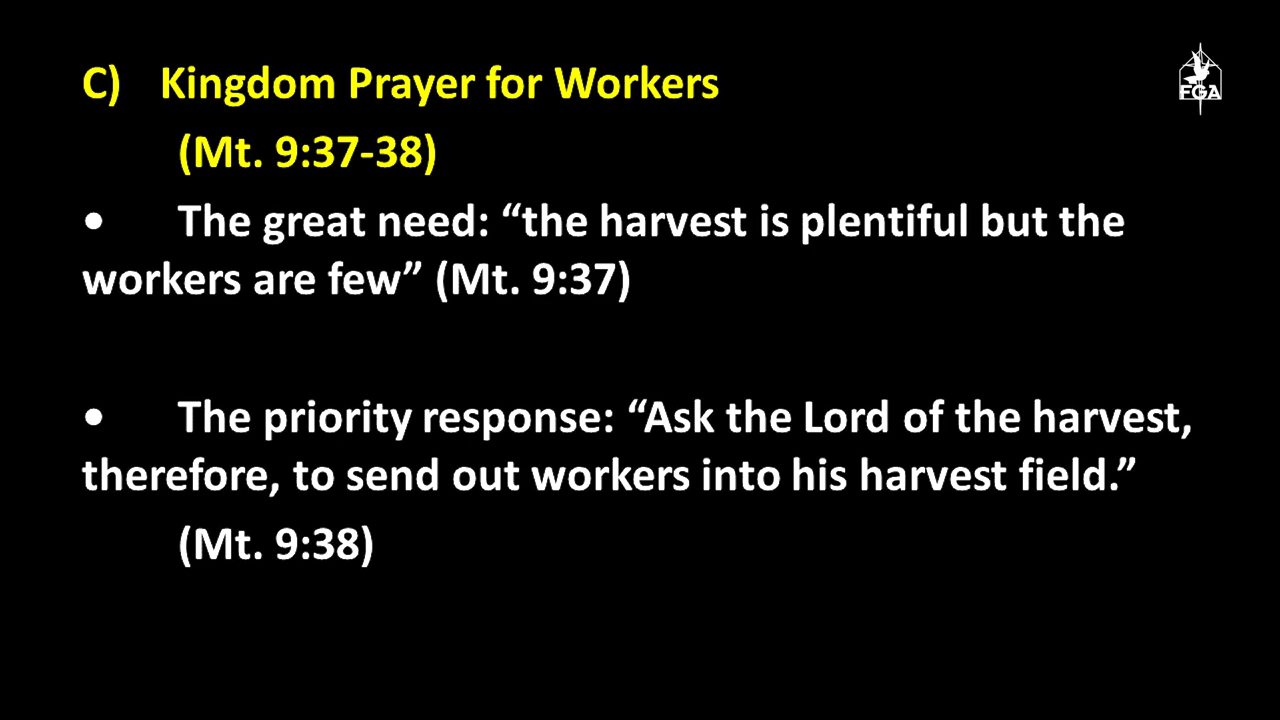 C) Kingdom Prayer for Workers
(Mt. 9:37-38)
• The great need: “the harvest is plentiful but the
workers are few” (Mt. 9:37)
• The priority response: “Ask the Lord of the harvest,
therefore, to send out workers into his harvest field.”
(Mt. 9:38)
FGA